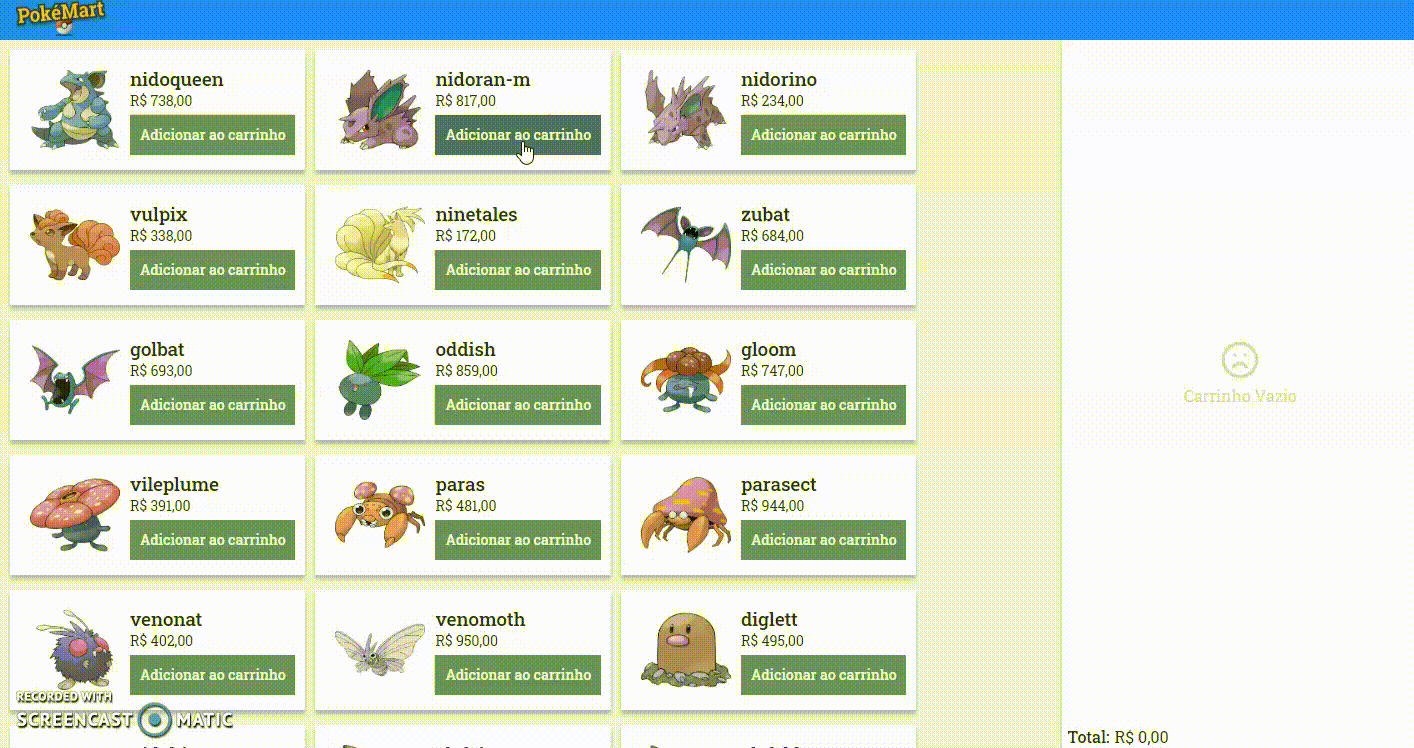 PokéMart
nidoqueen
R$ 738,00
Adicionar ao carrinho
nidoran-m
R$ 817,00
Adicionar ao carrinho
nidorino
R$ 234,00
Adicionar ao carrinho
vulpix
R$ 338,00
Adicionar ao carrinho
ninetales
R$ 172,00
Adicionar ao carrinho
zubat
R$ 684,00
Adicionar ao carrinho
golbat
R$ 693,00
Adicionar ao carrinho
oddish
R$ 859,00
Adicionar ao carrinho
gloom
R$ 747,00
Adicionar ao carrinho
vileplume
R$ 391,00
Adicionar ao carrinho
paras
R$ 481,00
Adicionar ao carrinho
parasect
R$ 944,00
Adicionar ao carrinho
venonat
R$ 402,00
Adicionar ao carrinho
venomoth
R$ 950,00
Adicionar ao carrinho
diglett
R$ 495,00
Adicionar ao carrinho
Carrinho Vazio
Total: R$ 0,00
RECORDED WITH
SCREENCAST MATIC